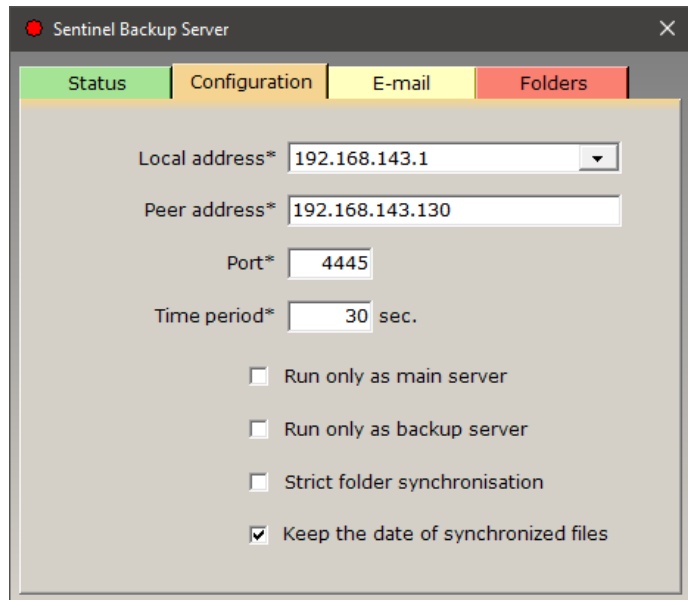 Sentinel Backup Server
Status Configuration E-mail Folders
Local address* 192.168.143.1
Peer address* 192.168.143.130
Port* 4445
Time period* 30 sec.
Run only as main server
Run only as backup server
Strict folder synchronisation
Keep the date of synchronized files